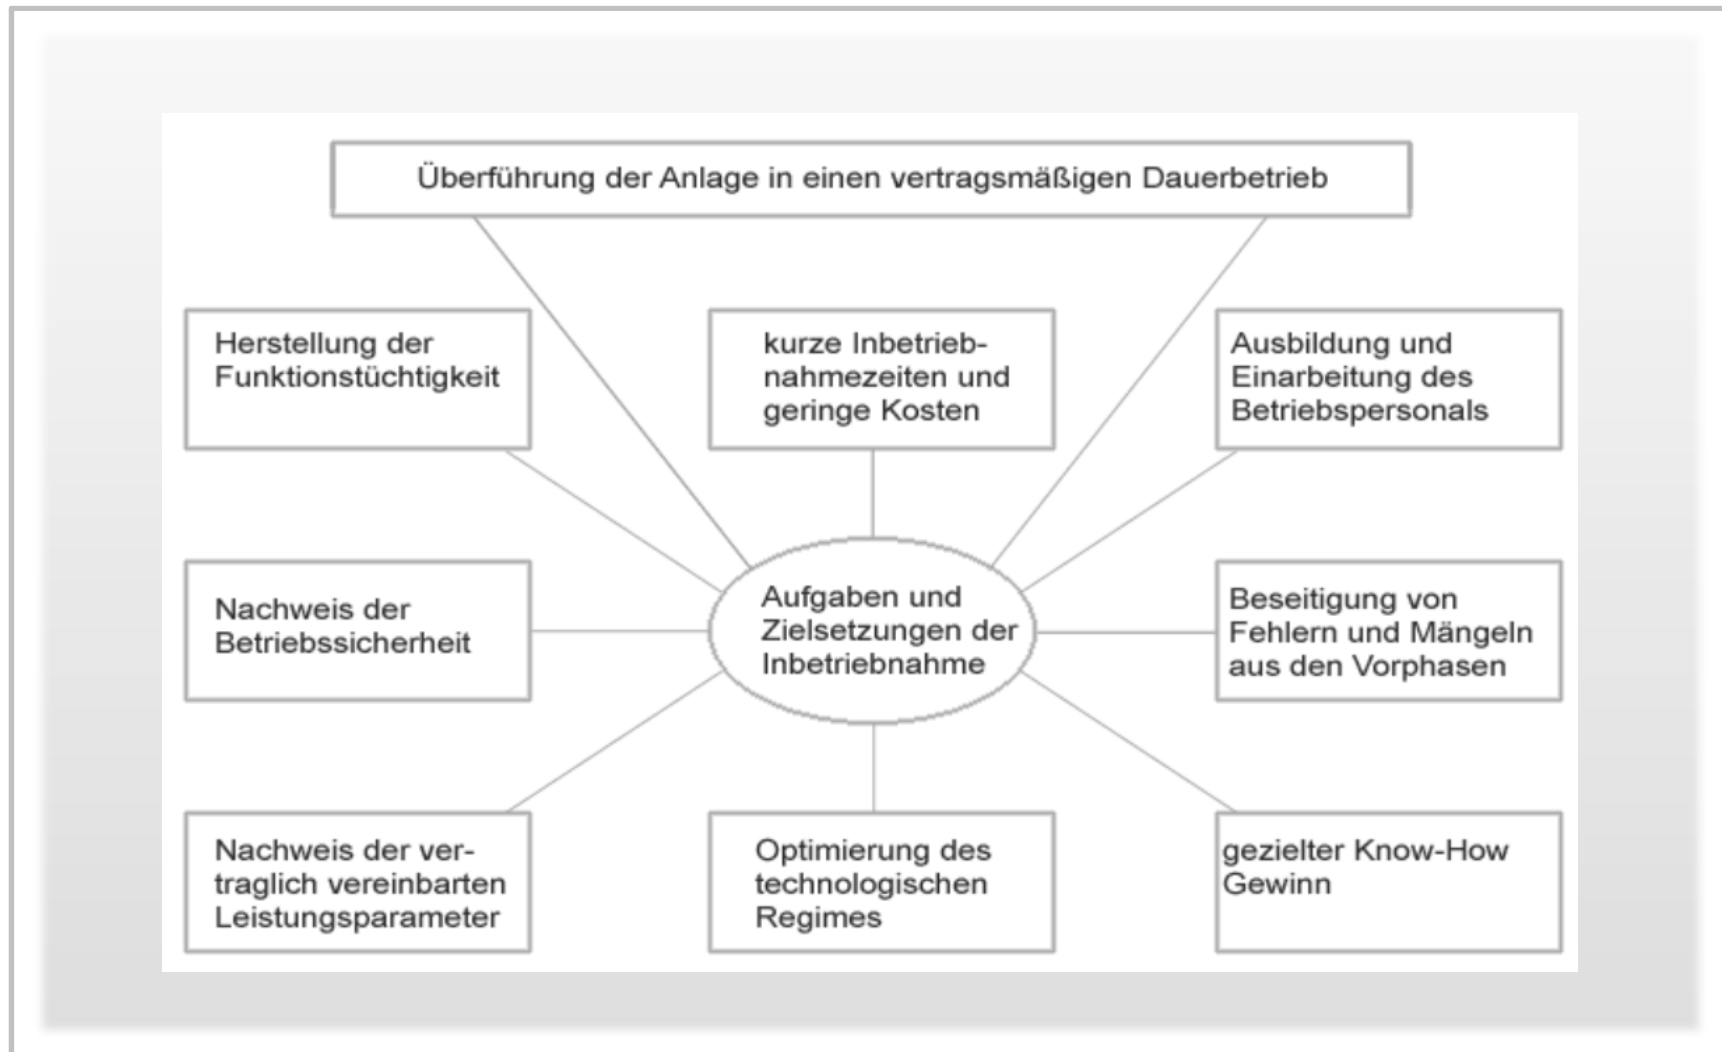 Überführung der Anlage in einen vertragsmäßigen Dauerbetrieb
Herstellung der
Funktionstüchtigkeit
kurze Inbetrieb-
nahmezeiten und
geringe Kosten
Ausbildung und
Einarbeitung des
Betriebspersonals
Nachweis der
Betriebssicherheit
Aufgaben und
Zielsetzungen der
Inbetriebnahme
Beseitigung von
Fehlern und Mängeln
aus den Vorphasen
Nachweis der ver-
traglich vereinbarten
Leistungsparameter
Optimierung des
technologischen
Regimes
gezielter Know-How
Gewinn